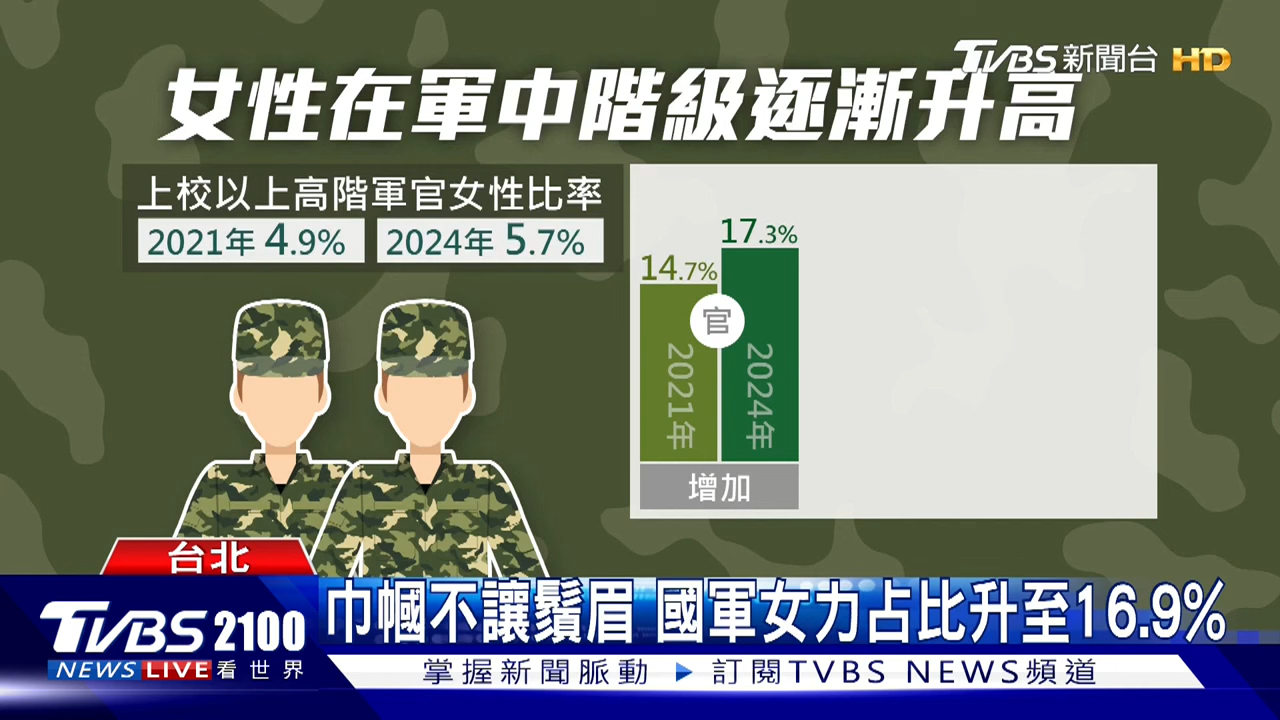 TVBS新聞台 HD
女性在軍中階級逐漸升高
上校以上高階軍官女性比率
2021年 4.9%
2024年 5.7%
14.7%
17.3%
官
2021年
2024年
增加
台北
TVBS 2100
NEWS LIVE 看世界
巾幗不讓鬚眉 國軍女力占比升至16.9%
掌握新聞脈動 ▶ 訂閱TVBS NEWS頻道